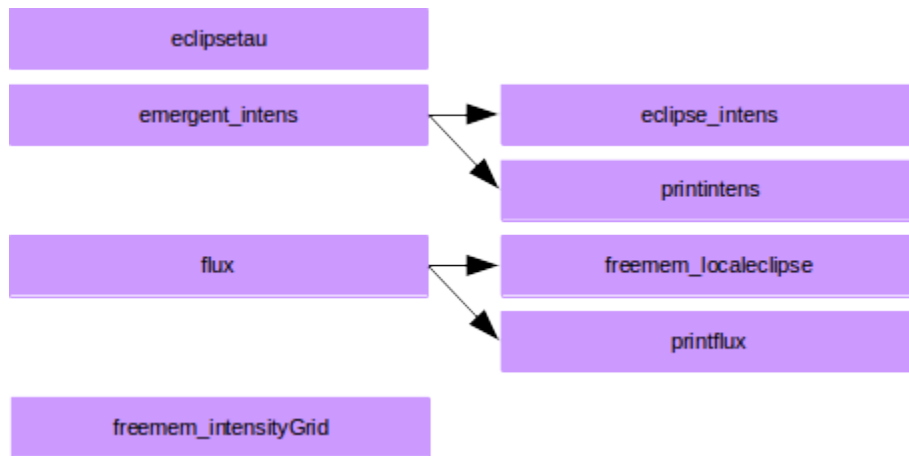 eclipsetau
emergent_intens
eclipse_intens
printintens
flux
freemem_localeclipse
printflux
freemem_intensityGrid